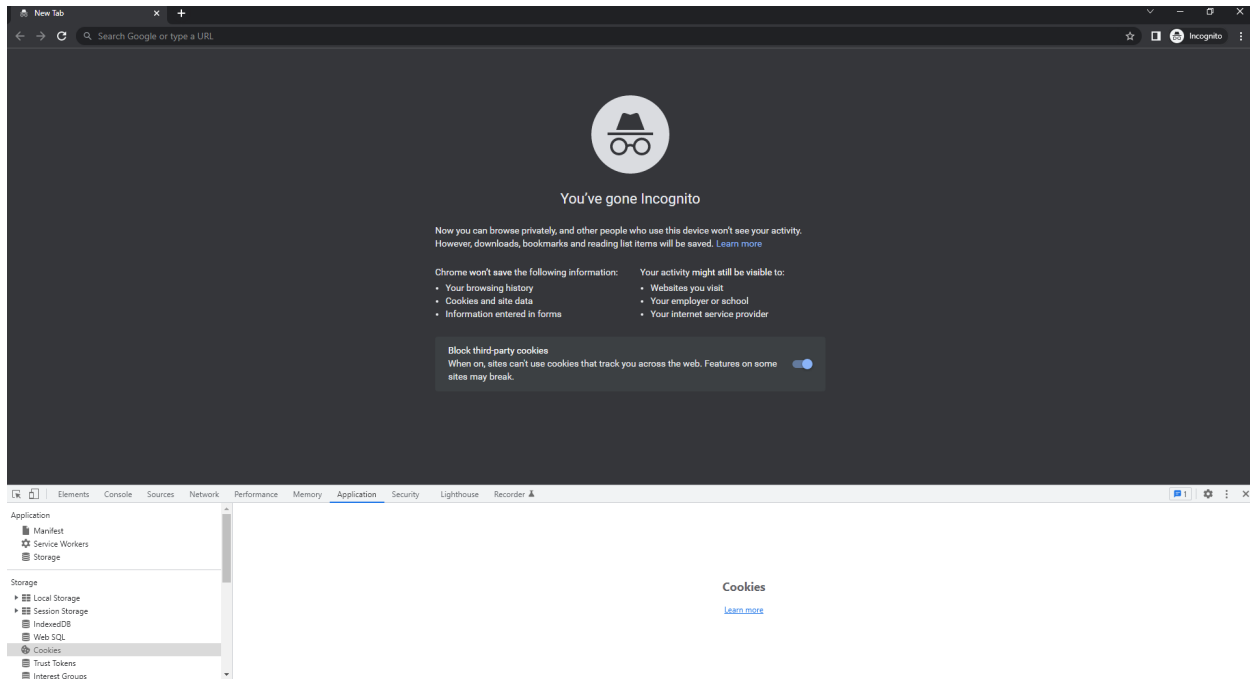 New Tab
Search Google or type a URL
Incognito
You've gone Incognito
Now you can browse privately, and other people who use this device won't see your activity.
However, downloads, bookmarks and reading list items will be saved. Learn more
Chrome won't save the following information:
Your browsing history
Cookies and site data
Information entered in forms
Your activity might still be visible to:
Websites you visit
Your employer or school
Your internet service provider
Block third-party cookies
When on, sites can't use cookies that track you across the web. Features on some
sites may break.
Elements Console Sources Network Performance Memory Application Security Lighthouse Recorder 1
Application
Manifest
Service Workers
Storage
Storage
Local Storage
Session Storage
IndexedDB
Web SQL
Cookies
Trust Tokens
Interest Groups
Cookies
Learn more